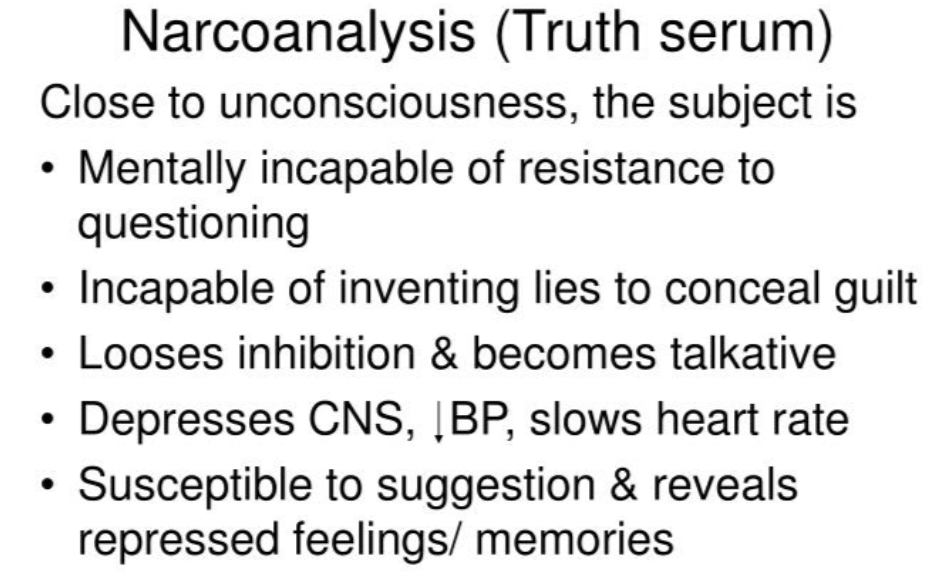 Narcoanalysis (Truth serum)
Close to unconsciousness, the subject is
• Mentally incapable of resistance to
questioning
• Incapable of inventing lies to conceal guilt
• Looses inhibition & becomes talkative
• Depresses CNS, ↓BP, slows heart rate
• Susceptible to suggestion & reveals
repressed feelings/ memories